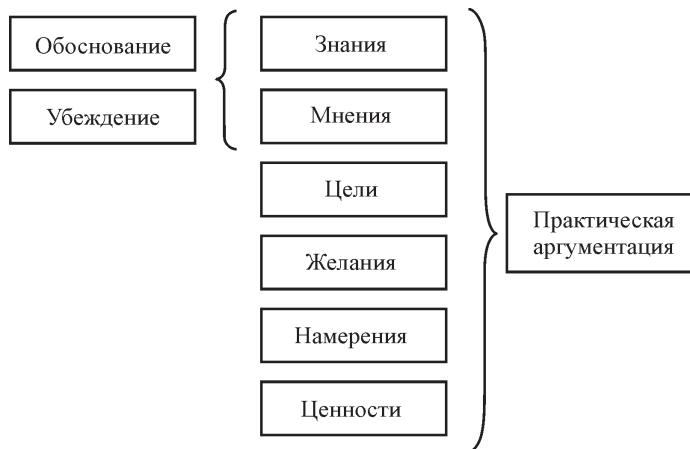 Обоснование
Убеждение
Знания
Мнения
Цели
Желания
Намерения
Ценности
Практическая
аргументация